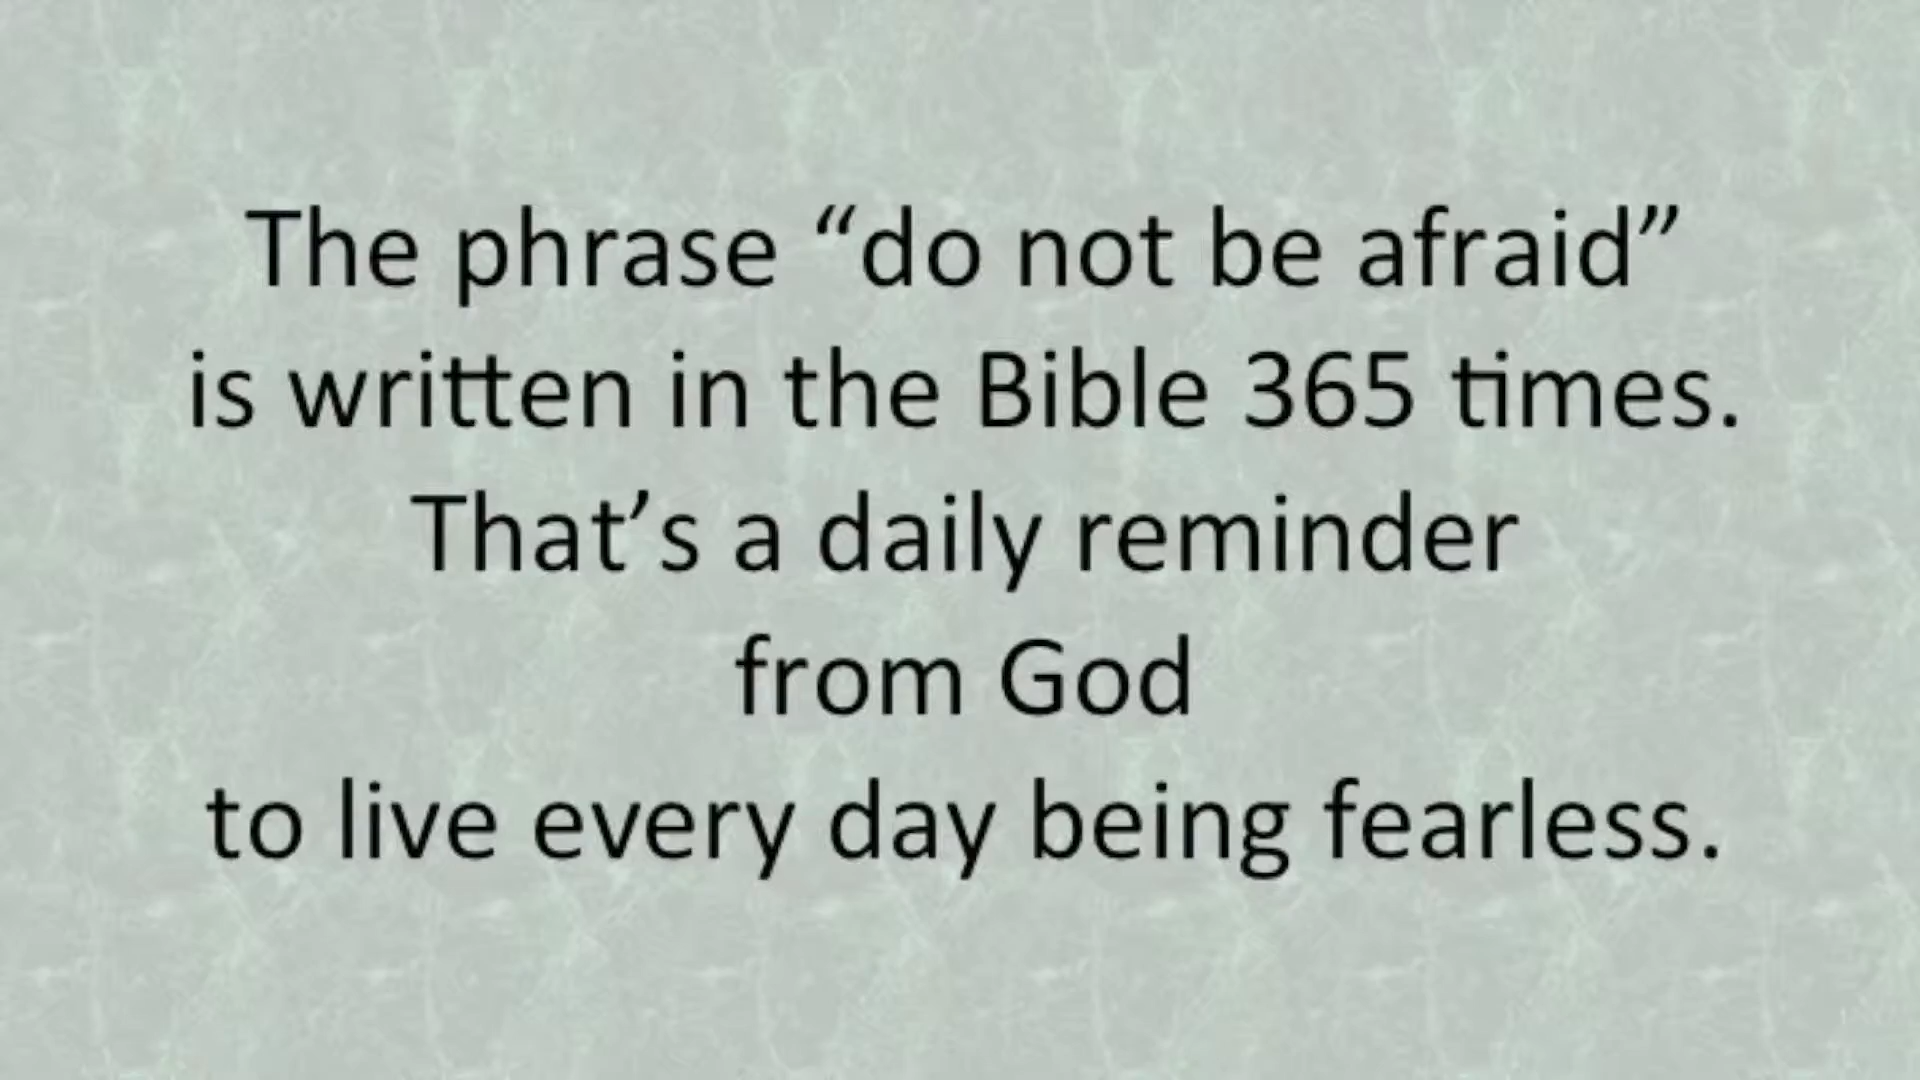 The phrase “do not be afraid”
is written in the Bible 365 times.
That’s a daily reminder
from God
to live every day being fearless.